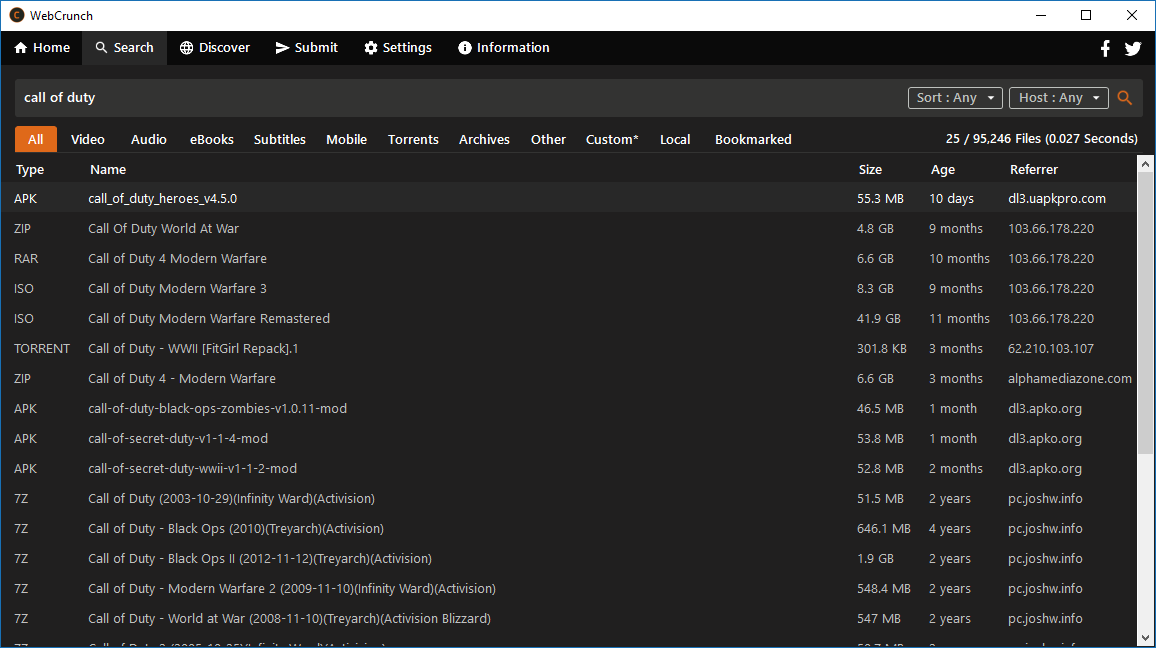 WebCrunch
Home Search Discover Submit Settings Information
call of duty Sort : Any Host : Any
All Video Audio eBooks Subtitles Mobile Torrents Archives Other Custom* Local Bookmarked 25 / 95,246 Files (0.027 Seconds)
Type Name Size Age Referrer
APK call_of_duty_heroes_v4.5.0 55.3 MB 10 days dl3.uapkpro.com
ZIP Call Of Duty World At War 4.8 GB 9 months 103.66.178.220
RAR Call of Duty 4 Modern Warfare 6.6 GB 10 months 103.66.178.220
ISO Call of Duty Modern Warfare 3 8.3 GB 9 months 103.66.178.220
ISO Call of Duty Modern Warfare Remastered 41.9 GB 11 months 103.66.178.220
TORRENT Call of Duty - WWII [FitGirl Repack].1 301.8 KB 3 months 62.210.103.107
ZIP Call of Duty 4 - Modern Warfare 6.6 GB 3 months alphamediazone.com
APK call-of-duty-black-ops-zombies-v1.0.11-mod 46.5 MB 1 month dl3.apko.org
APK call-of-secret-duty-v1-1-4-mod 53.8 MB 1 month dl3.apko.org
APK call-of-secret-duty-wwii-v1-1-2-mod 52.8 MB 2 months dl3.apko.org
7Z Call of Duty (2003-10-29)(Infinity Ward)(Activision) 51.5 MB 2 years pc.joshw.info
7Z Call of Duty - Black Ops (2010)(Treyarch)(Activision) 646.1 MB 4 years pc.joshw.info
7Z Call of Duty - Black Ops II (2012-11-12)(Treyarch)(Activision) 1.9 GB 2 years pc.joshw.info
7Z Call of Duty - Modern Warfare 2 (2009-11-10)(Infinity Ward)(Activision) 548.4 MB 2 years pc.joshw.info
7Z Call of Duty - World at War (2008-11-10)(Treyarch)(Activision Blizzard) 547 MB 2 years pc.joshw.info